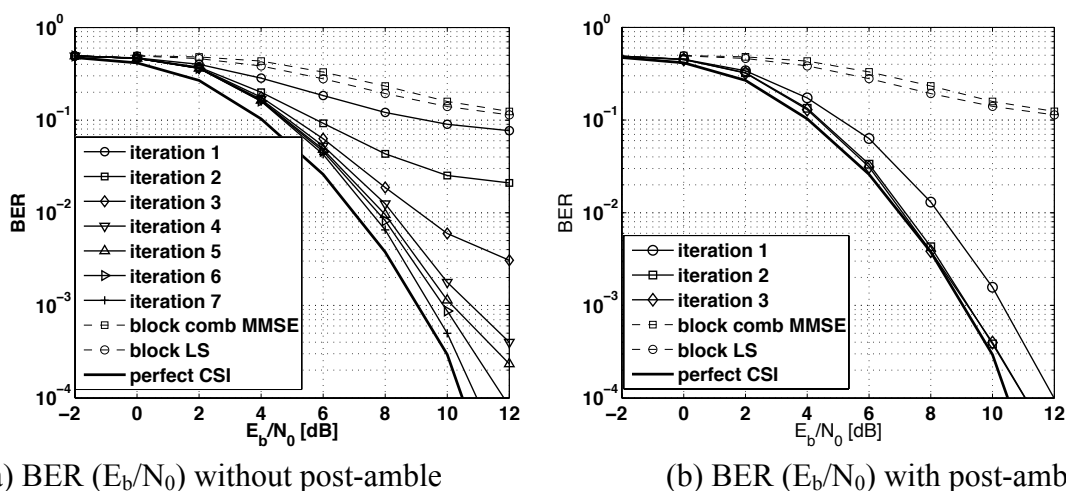 10^0
10^-1
10^-2
10^-3
10^-4
BER
iteration 1
iteration 2
iteration 3
iteration 4
iteration 5
iteration 6
iteration 7
block comb MMSE
block LS
perfect CSI
−2 0 2 4 6 8 10 12
E_b/N_0 [dB]
10^0
10^-1
10^-2
10^-3
10^-4
BER
iteration 1
iteration 2
iteration 3
block comb MMSE
block LS
perfect CSI
−2 0 2 4 6 8 10 12
E_b/N_0 [dB]
) BER (E_b/N_0) without post-amble
(b) BER (E_b/N_0) with post-amb